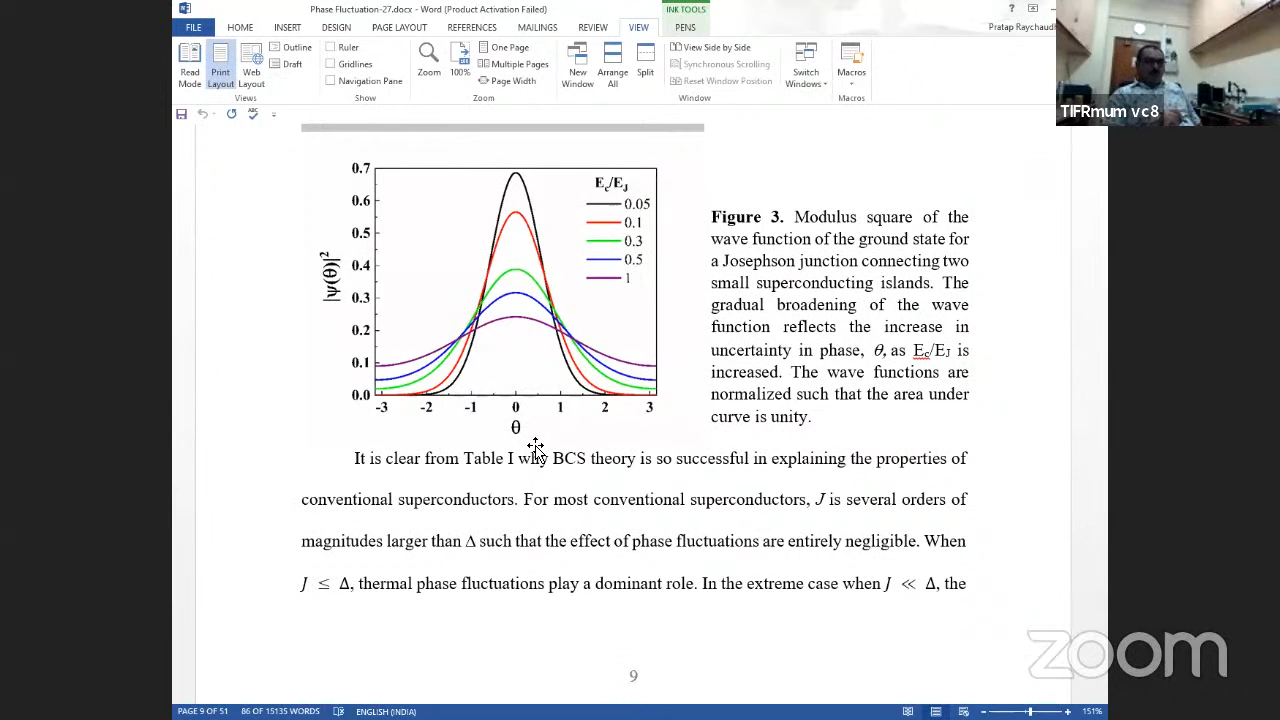 Phase Fluctuation-27.docx - Word (Product Activation Failed)
INK TOOLS
?
FILE HOME INSERT DESIGN PAGE LAYOUT REFERENCES MAILINGS REVIEW VIEW PENS
Pratap Raychaudh
Read Mode
Print Layout
Web Layout
Outline
Draft
Views
Ruler
Gridlines
Navigation Pane
Show
Zoom
100%
One Page
Multiple Pages
Page Width
Zoom
New Window
Arrange All
Split
View Side by Side
Synchronous Scrolling
Reset Window Position
Window
Switch Windows
Macros
Macros
TIFRmum vc8
ABC
0.7
0.6
0.5
0.4
0.3
0.2
0.1
0.0
|ψ(θ)|²
-3 -2 -1 0 1 2 3
θ
E_c/E_J
0.05
0.1
0.3
0.5
1
Figure 3. Modulus square of the
wave function of the ground state for
a Josephson junction connecting two
small superconducting islands. The
gradual broadening of the wave
function reflects the increase in
uncertainty in phase, θ, as E_c/E_J is
increased. The wave functions are
normalized such that the area under
curve is unity.
It is clear from Table I why BCS theory is so successful in explaining the properties of
conventional superconductors. For most conventional superconductors, J is several orders of
magnitudes larger than Δ such that the effect of phase fluctuations are entirely negligible. When
J ≤ Δ, thermal phase fluctuations play a dominant role. In the extreme case when J ≪ Δ, the
9
zoom
PAGE 9 OF 51 86 OF 15135 WORDS ENGLISH (INDIA) 151%